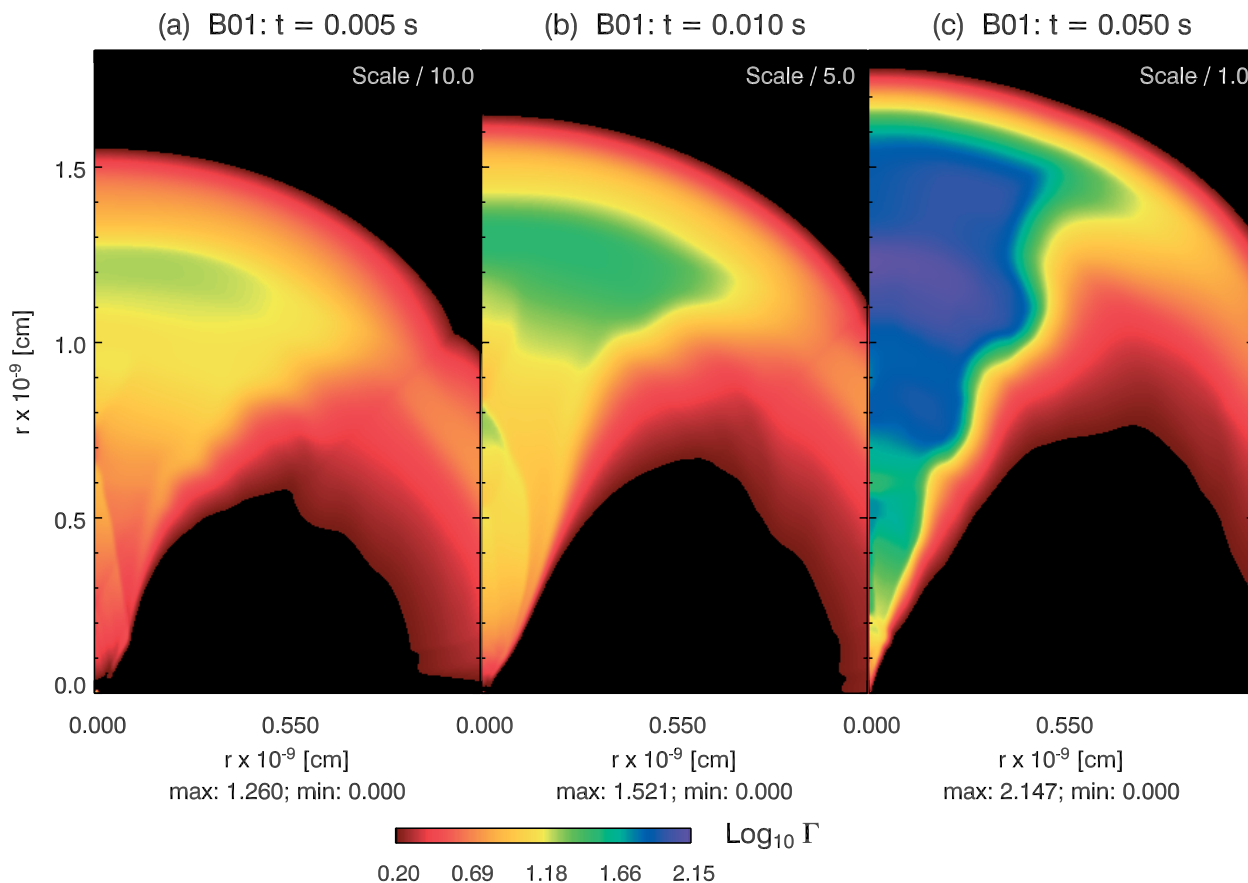 (a) B01: t = 0.005 s
(b) B01: t = 0.010 s
(c) B01: t = 0.050 s
Scale / 10.0
Scale / 5.0
Scale / 1.0
r x 10⁻⁹ [cm]
1.5
1.0
0.5
0.0
0.000 0.550
0.000 0.550
0.000 0.550
r x 10⁻⁹ [cm]
r x 10⁻⁹ [cm]
r x 10⁻⁹ [cm]
max: 1.260; min: 0.000
max: 1.521; min: 0.000
max: 2.147; min: 0.000
Log₁₀ Γ
0.20 0.69 1.18 1.66 2.15